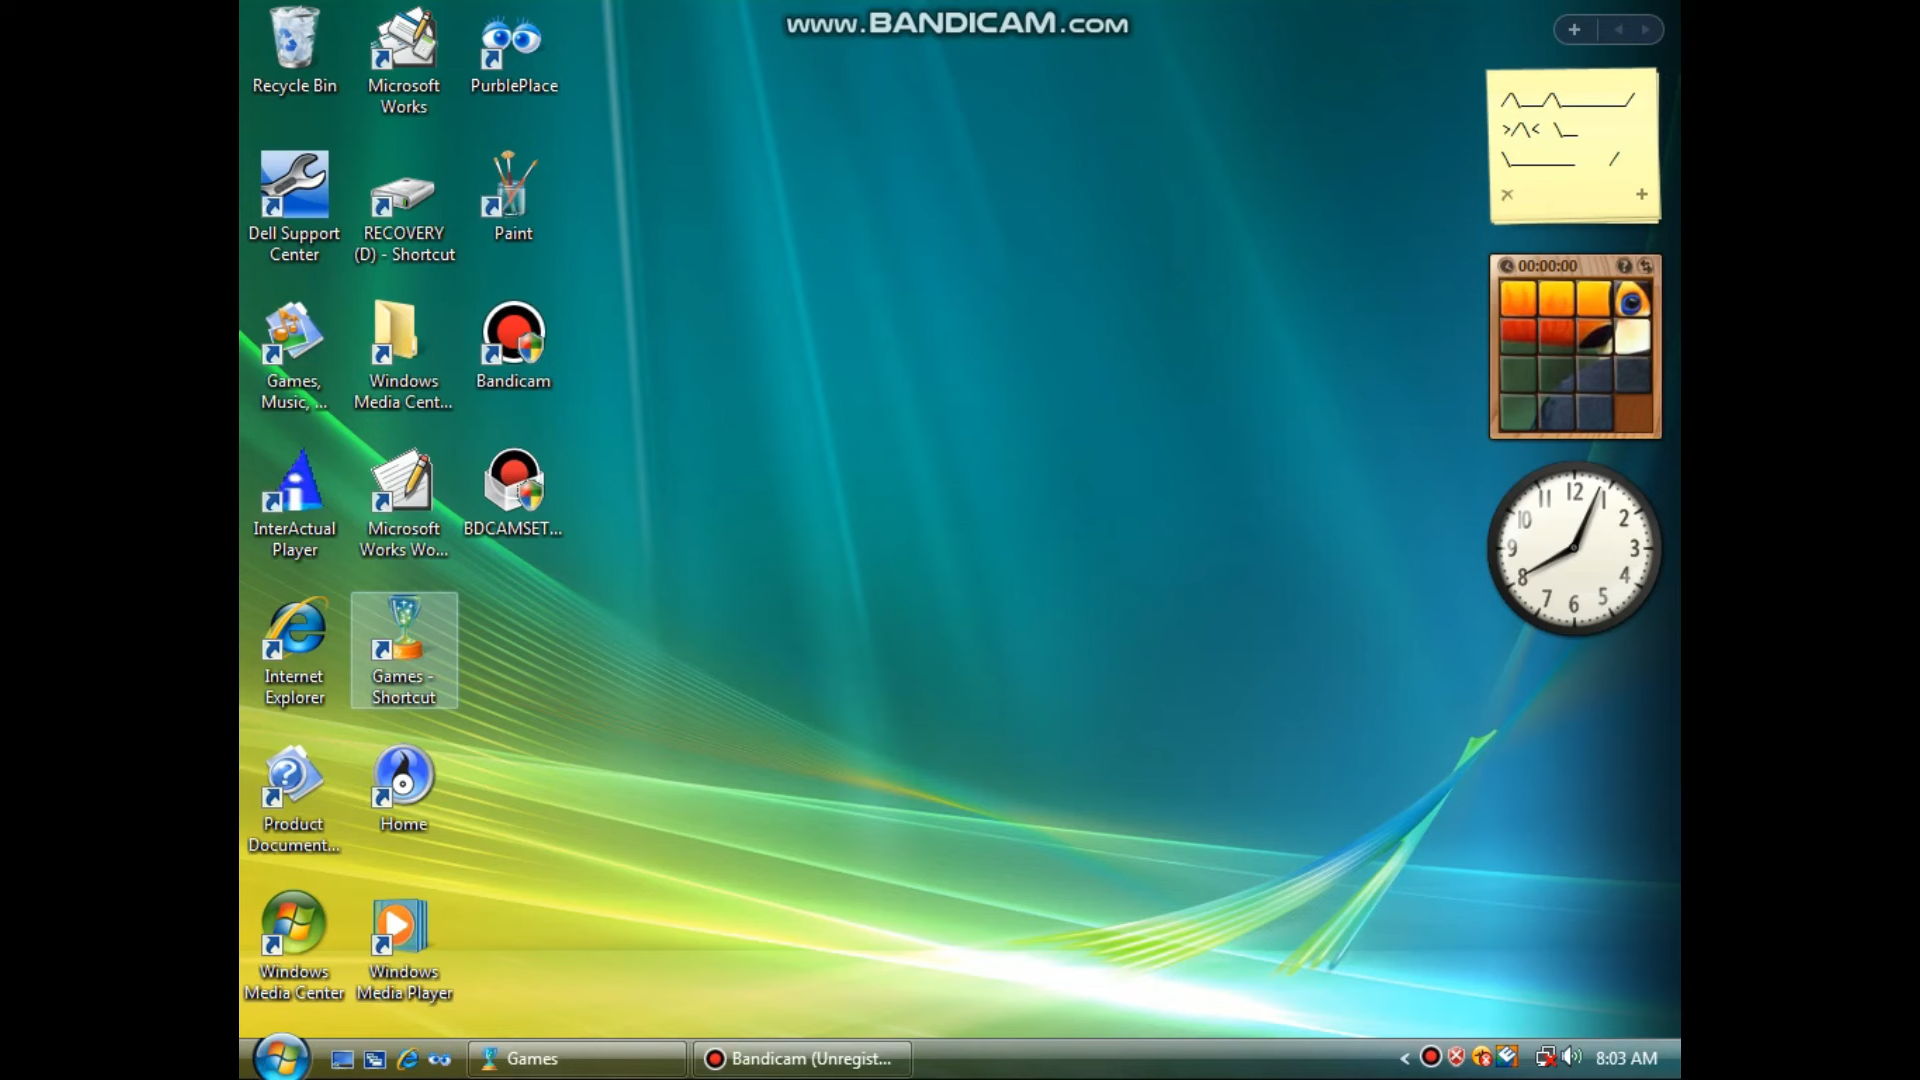 www.BANDICAM.com
Recycle Bin
Microsoft
Works
PurblePlace
Dell Support
Center
RECOVERY
(D) - Shortcut
Paint
Games,
Music, ...
Windows
Media Cent...
Bandicam
InterActual
Player
Microsoft
Works Wo...
BDCAMSET...
Internet
Explorer
Games -
Shortcut
Product
Document...
Home
Windows
Media Center
Windows
Media Player
/\__/\_______/
>/\< \_
\_______ /
00:00:00
12
1
2
3
4
5
6
7
8
9
10
11
Games
Bandicam (Unregist...
8:03 AM